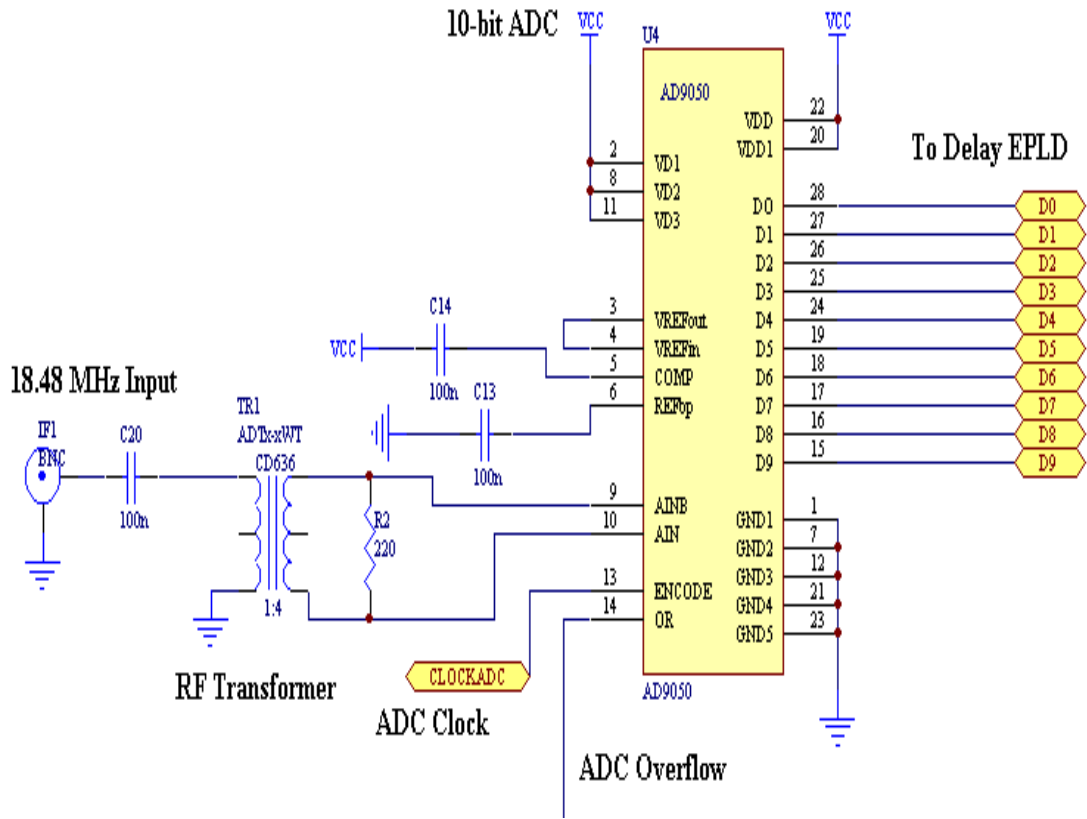 10-bit ADC
VCC
U4
VCC
AD9050
22
VDD
20
VDD1
To Delay EPLD
2
VD1
8
VD2
11
VD3
28
D0
D0
27
D1
D1
26
D2
D2
25
D3
D3
24
D4
D4
19
D5
D5
18
D6
D6
17
D7
D7
16
D8
D8
15
D9
D9
C14
VCC
100n
3
VREFout
4
VREFin
5
COMP
6
REFbp
C13
100n
18.48 MHz Input
IF1
BNC
C20
100n
TR1
ADTx-xWT
CD636
1:4
R2
220
9
AINB
10
AIN
13
ENCODE
14
OR
1
GND1
7
GND2
12
GND3
21
GND4
23
GND5
RF Transformer
CLOCKADC
ADC Clock
AD9050
ADC Overflow